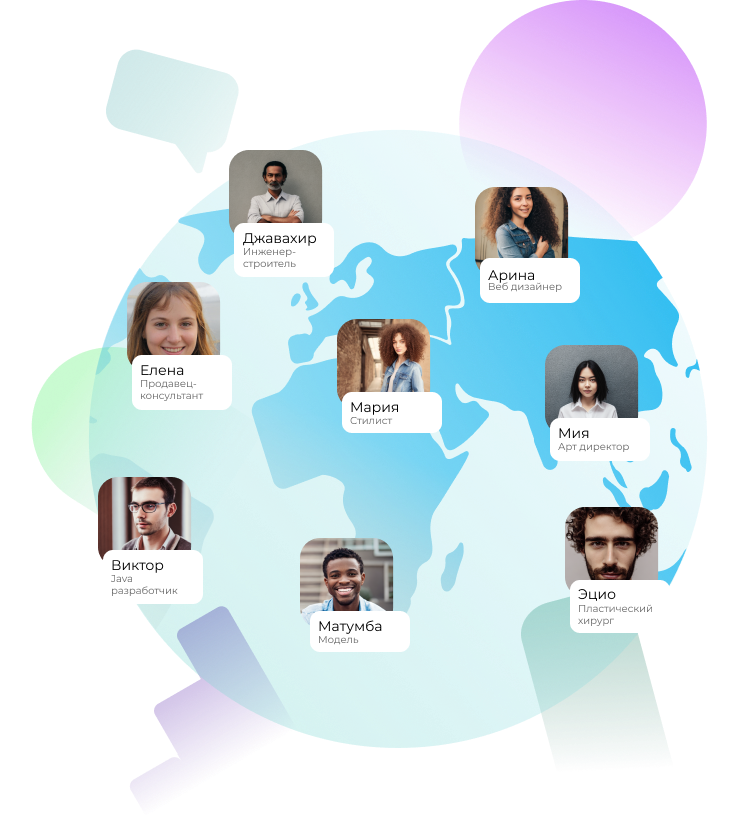 Джавахир
Инженер-
строитель
Арина
Веб дизайнер
Елена
Продавец-
консультант
Мария
Стилист
Мия
Арт директор
Виктор
Java
разработчик
Эцио
Пластический
хирург
Матумба
Модель